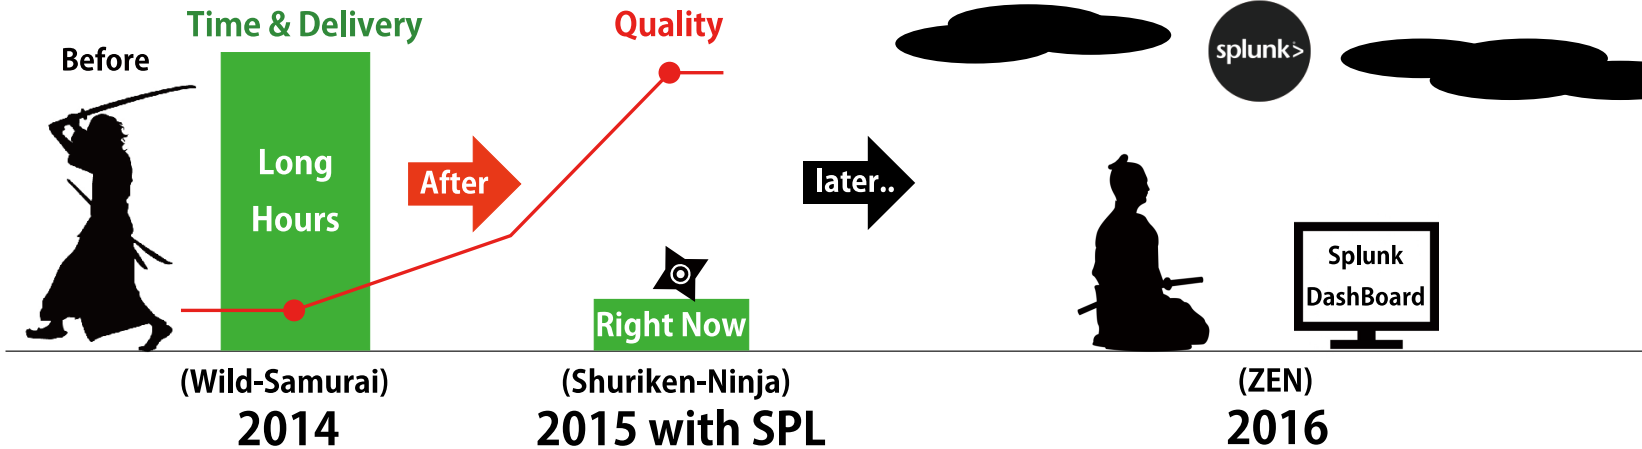 Before
Time & Delivery
Long
Hours
After
Quality
Right Now
later..
splunk>
Splunk
DashBoard
(Wild-Samurai)
2014
(Shuriken-Ninja)
2015 with SPL
(ZEN)
2016